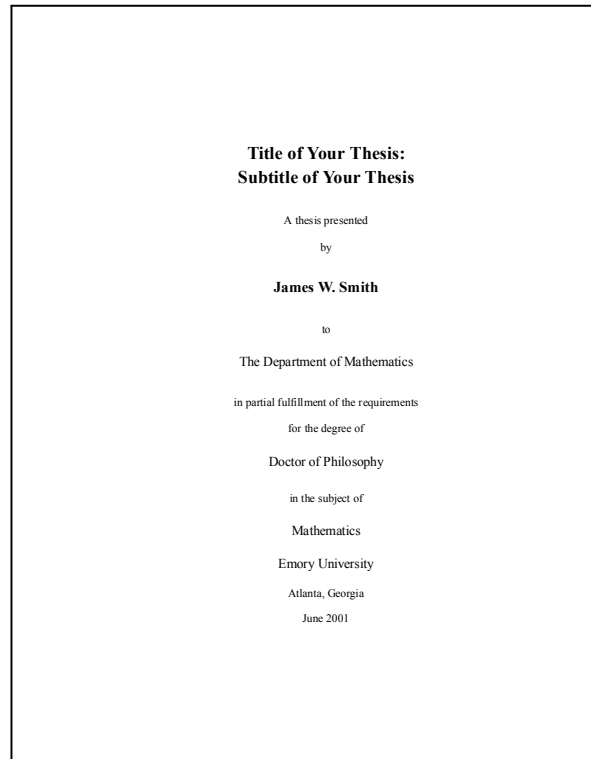 Title of Your Thesis:
Subtitle of Your Thesis
A thesis presented
by
James W. Smith
to
The Department of Mathematics
in partial fulfillment of the requirements
for the degree of
Doctor of Philosophy
in the subject of
Mathematics
Emory University
Atlanta, Georgia
June 2001